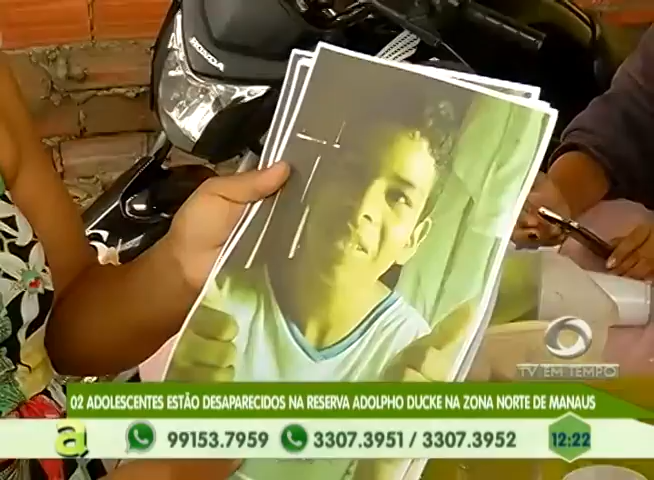 HONDA
TV EM TEMPO
02 ADOLESCENTES ESTÃO DESAPARECIDOS NA RESERVA ADOLPHO DUCKE NA ZONA NORTE DE MANAUS
a 99153.7959 3307.3951 / 3307.3952 12:22